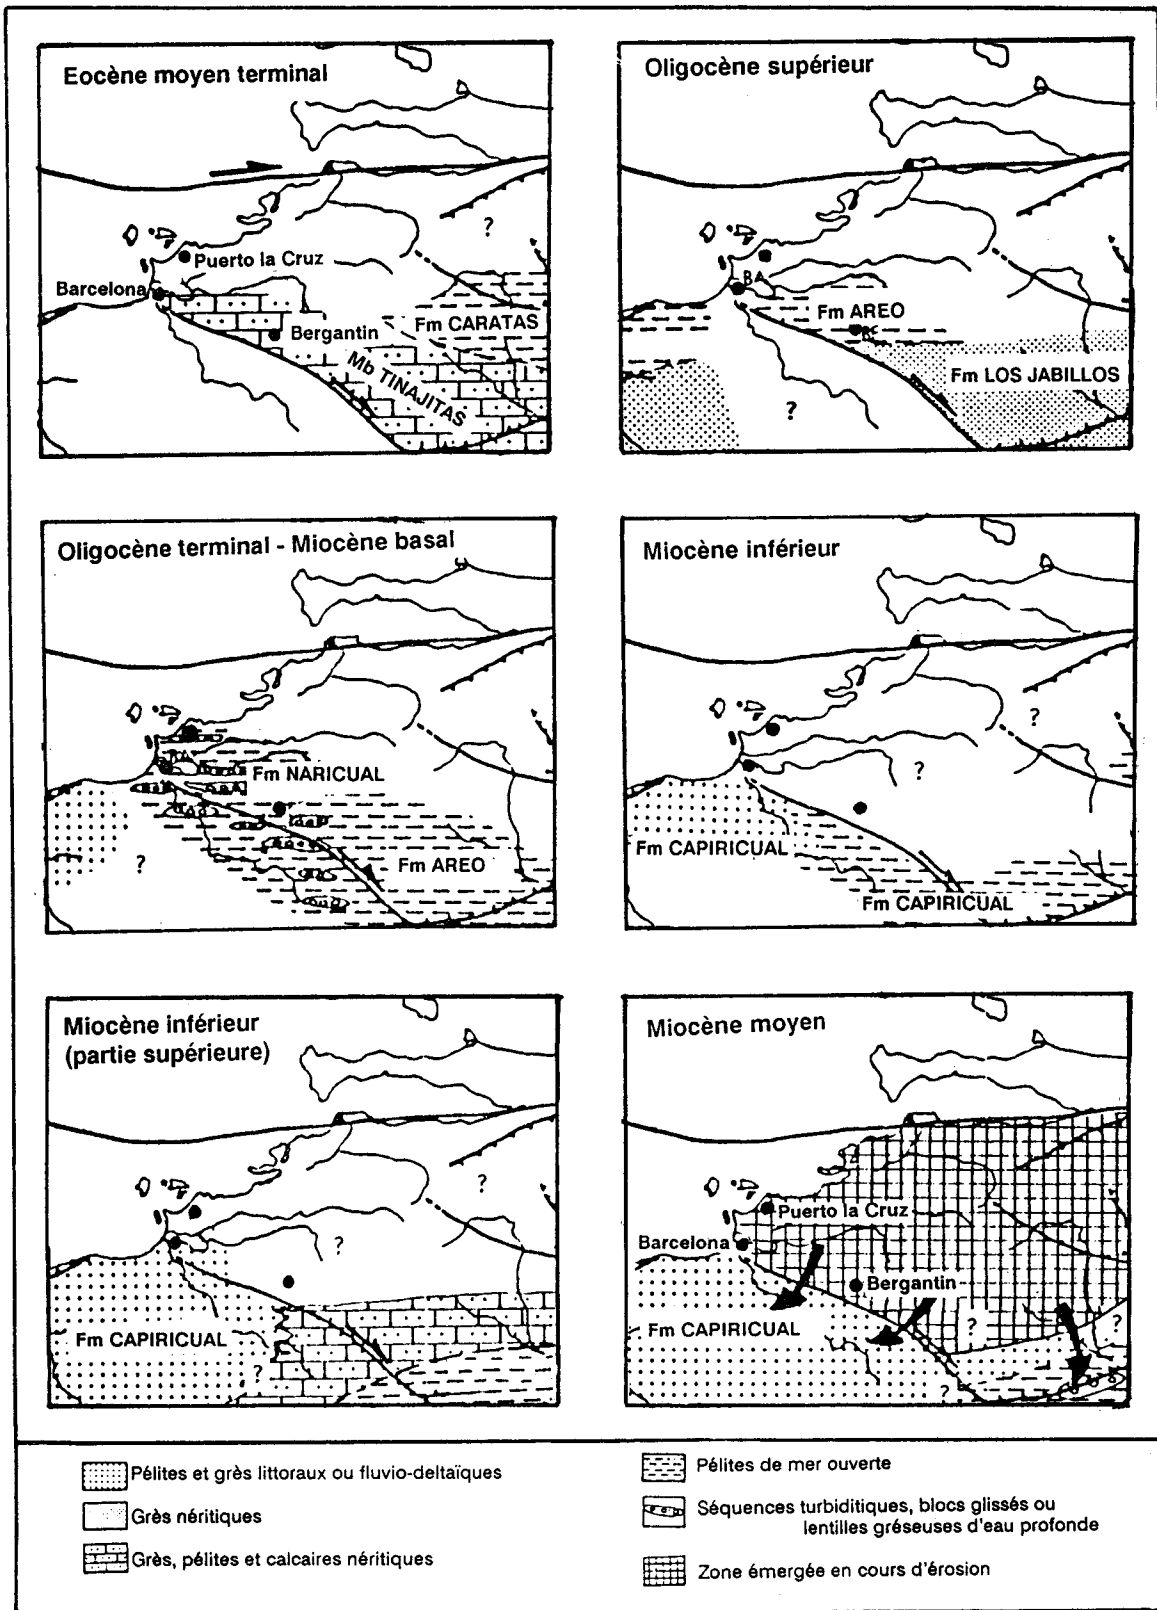 Eocène moyen terminal
Puerto la Cruz
Barcelona
Bergantin
Fm CARATAS
Mb TINAJITAS
?
Oligocène supérieur
BA
Fm AREO
Fm LOS JABILLOS
?
?
Oligocène terminal - Miocène basal
Fm NARICUAL
Fm AREO
?
Miocène inférieur
?
?
Fm CAPIRICUAL
Fm CAPIRICUAL
Miocène inférieur
(partie supérieure)
?
?
Fm CAPIRICUAL
?
Miocène moyen
Puerto la Cruz
Barcelona
Bergantin
Fm CAPIRICUAL
?
?
?
Pélites et grès littoraux ou fluvio-deltaïques
Grès néritiques
Grès, pélites et calcaires néritiques
Pélites de mer ouverte
Séquences turbiditiques, blocs glissés ou
lentilles gréseuses d'eau profonde
Zone émergée en cours d'érosion